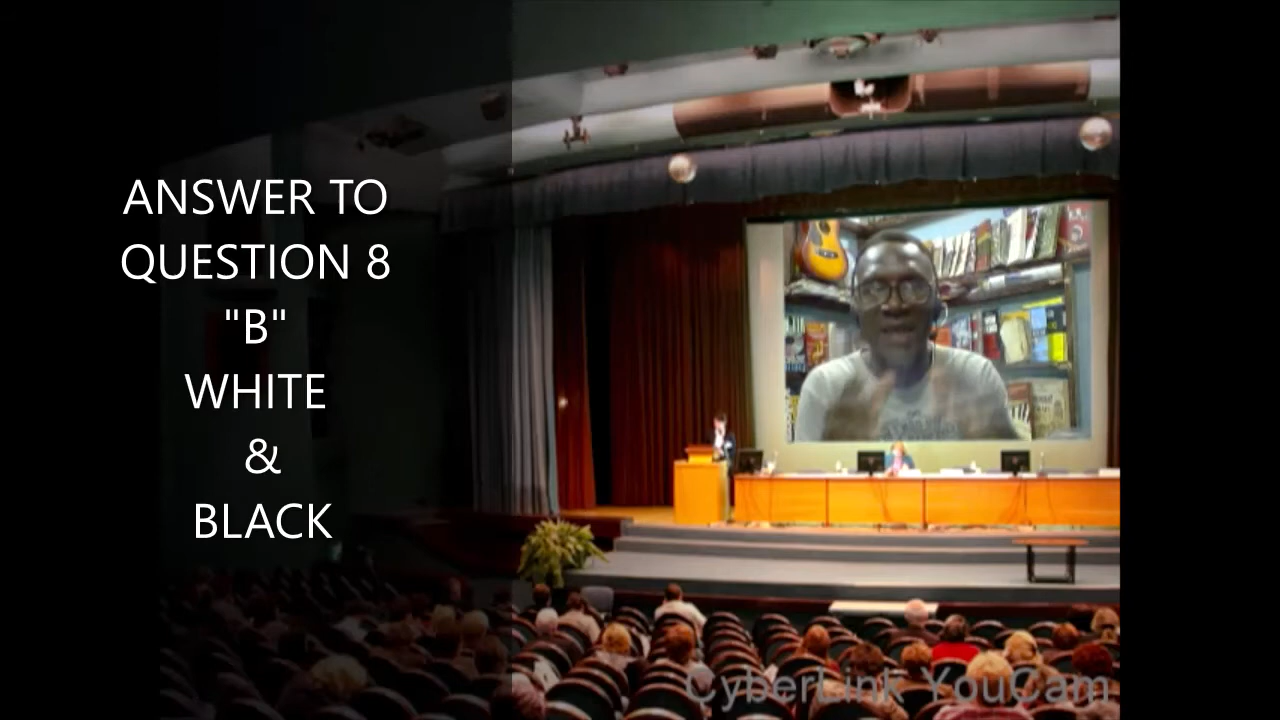 ANSWER TO
QUESTION 8
"B"
WHITE
&
BLACK
CyberLink YouCam